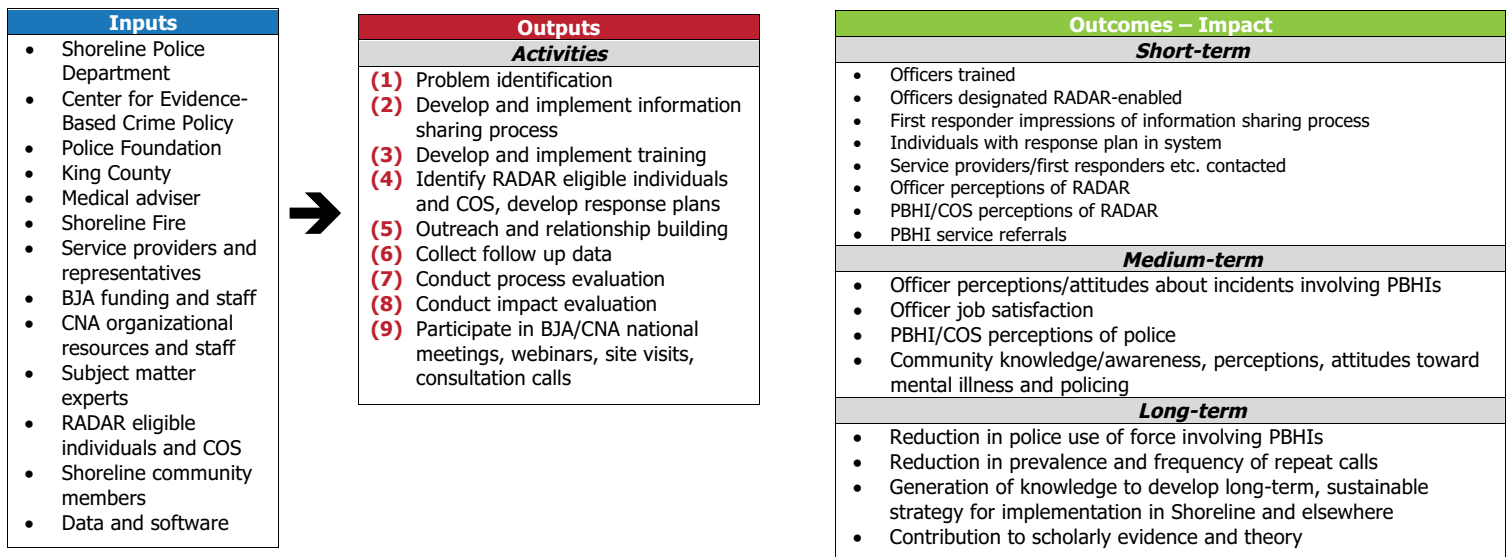 Inputs
• Shoreline Police
Department
• Center for Evidence-
Based Crime Policy
• Police Foundation
• King County
• Medical adviser
• Shoreline Fire
• Service providers and
representatives
• BJA funding and staff
• CNA organizational
resources and staff
• Subject matter
experts
• RADAR eligible
individuals and COS
• Shoreline community
members
• Data and software
Outputs
Activities
(1) Problem identification
(2) Develop and implement information
sharing process
(3) Develop and implement training
(4) Identify RADAR eligible individuals
and COS, develop response plans
(5) Outreach and relationship building
(6) Collect follow up data
(7) Conduct process evaluation
(8) Conduct impact evaluation
(9) Participate in BJA/CNA national
meetings, webinars, site visits,
consultation calls
Outcomes – Impact
Short-term
• Officers trained
• Officers designated RADAR-enabled
• First responder impressions of information sharing process
• Individuals with response plan in system
• Service providers/first responders etc. contacted
• Officer perceptions of RADAR
• PBHI/COS perceptions of RADAR
• PBHI service referrals
Medium-term
• Officer perceptions/attitudes about incidents involving PBHIs
• Officer job satisfaction
• PBHI/COS perceptions of police
• Community knowledge/awareness, perceptions, attitudes toward
mental illness and policing
Long-term
• Reduction in police use of force involving PBHIs
• Reduction in prevalence and frequency of repeat calls
• Generation of knowledge to develop long-term, sustainable
strategy for implementation in Shoreline and elsewhere
• Contribution to scholarly evidence and theory